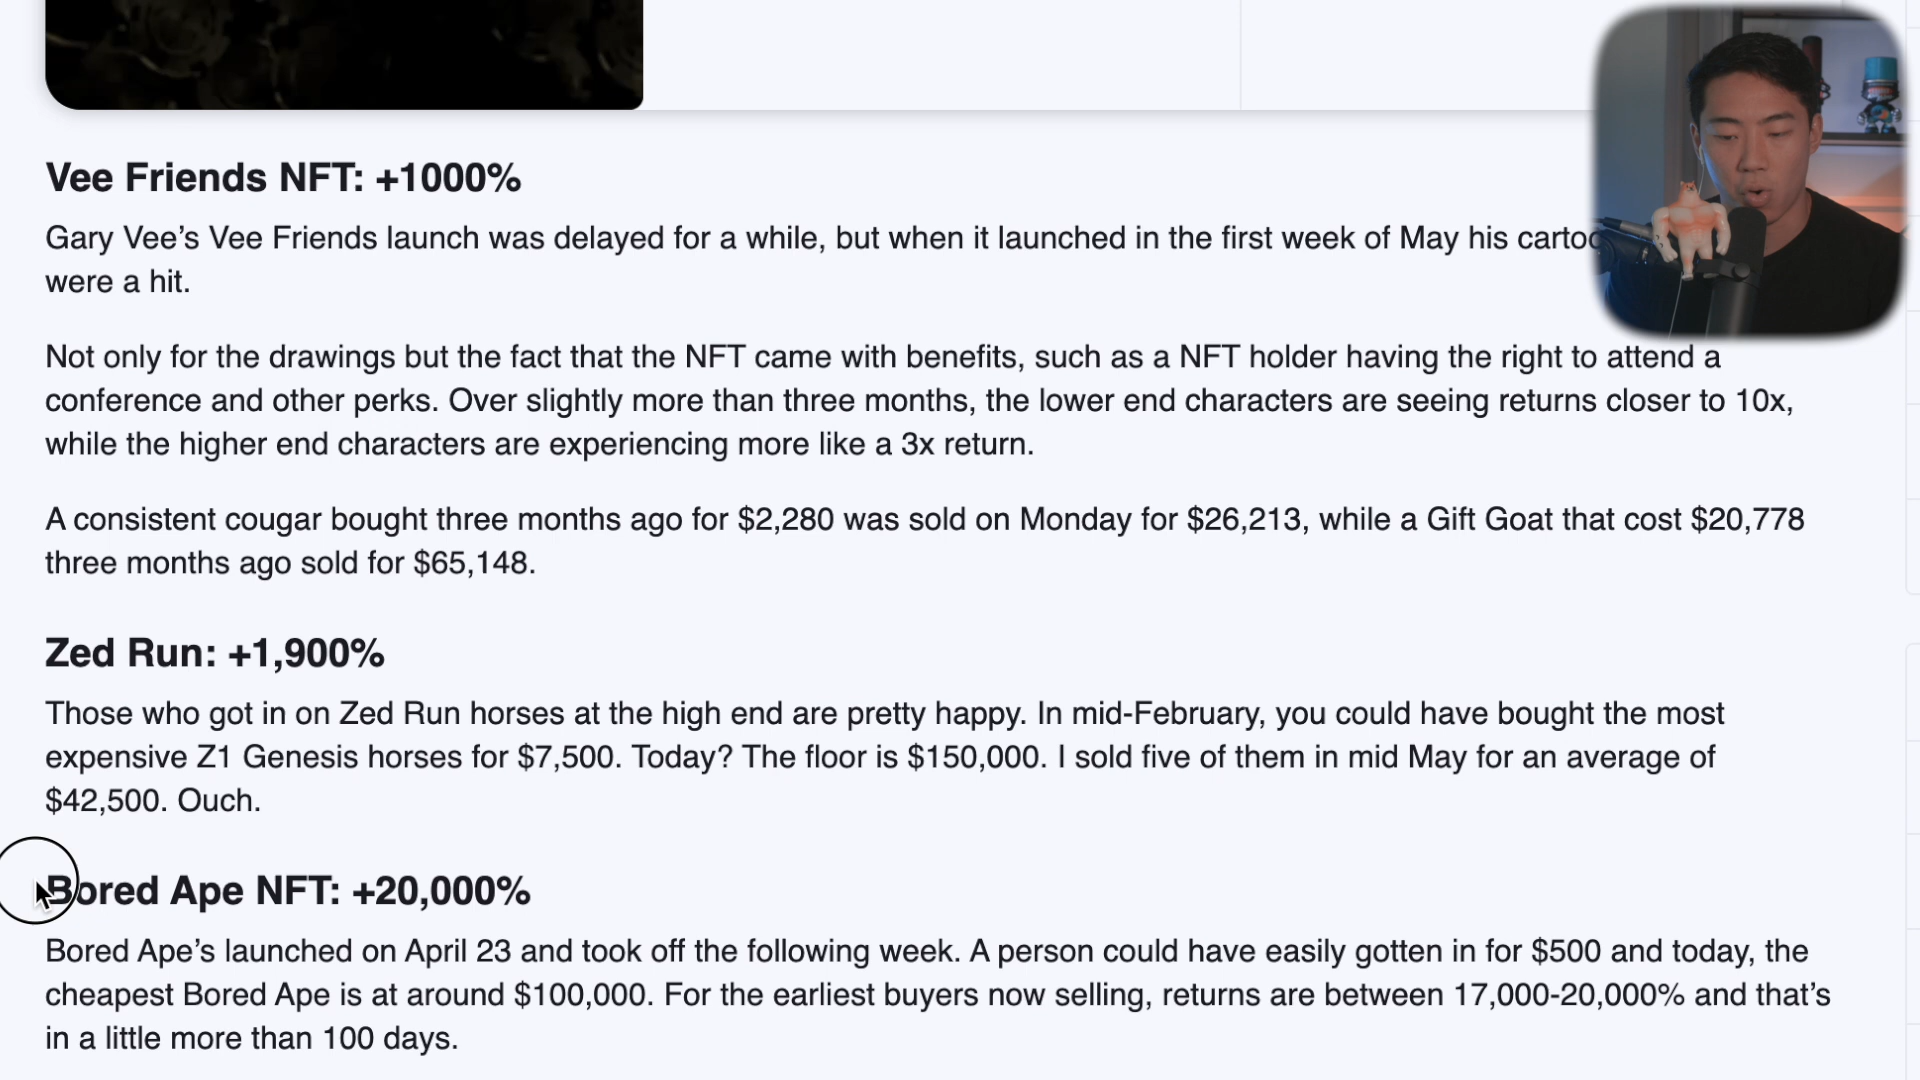 Vee Friends NFT: +1000%
Gary Vee’s Vee Friends launch was delayed for a while, but when it launched in the first week of May his
were a hit.
Not only for the drawings but the fact that the NFT came with benefits, such as a NFT holder having the right to attend a
conference and other perks. Over slightly more than three months, the lower end characters are seeing returns closer to 10x,
while the higher end characters are experiencing more like a 3x return.
A consistent cougar bought three months ago for $2,280 was sold on Monday for $26,213, while a Gift Goat that cost $20,778
three months ago sold for $65,148.
Zed Run: +1,900%
Those who got in on Zed Run horses at the high end are pretty happy. In mid-February, you could have bought the most
expensive Z1 Genesis horses for $7,500. Today? The floor is $150,000. I sold five of them in mid May for an average of
$42,500. Ouch.
Bored Ape NFT: +20,000%
Bored Ape’s launched on April 23 and took off the following week. A person could have easily gotten in for $500 and today, the
cheapest Bored Ape is at around $100,000. For the earliest buyers now selling, returns are between 17,000-20,000% and that’s
in a little more than 100 days.